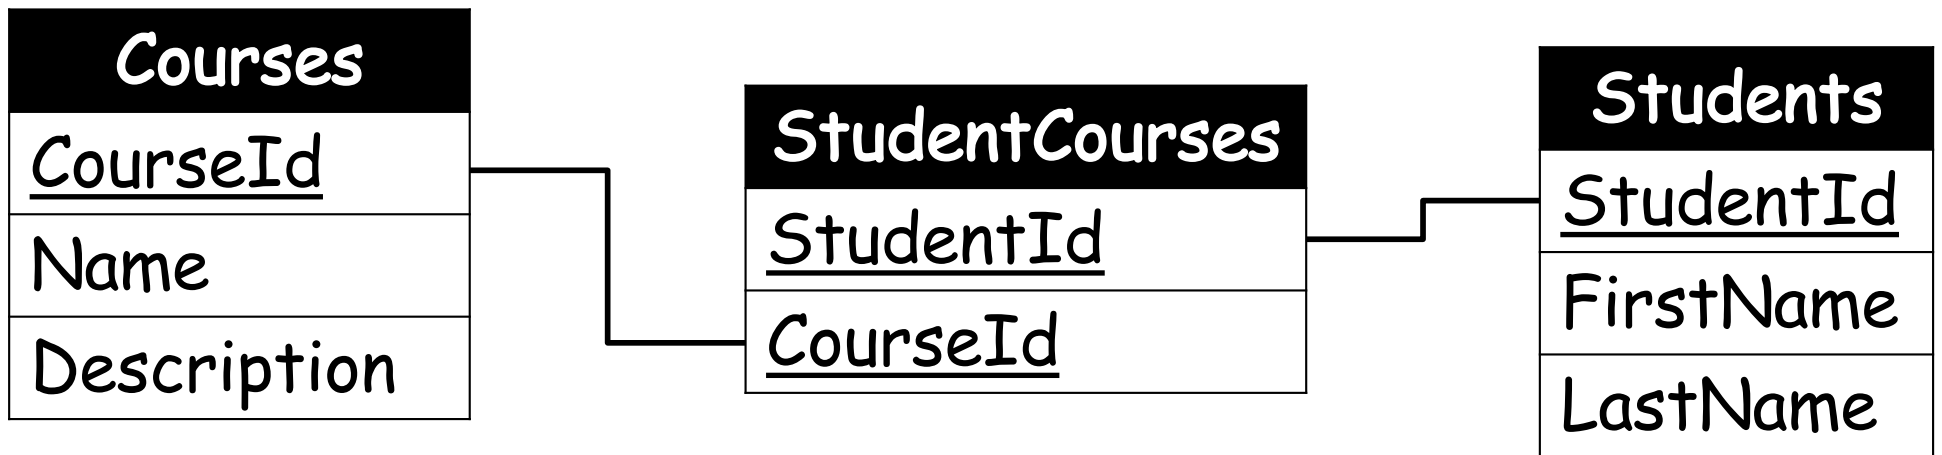 Courses
CourseId
Name
Description
StudentCourses
StudentId
CourseId
Students
StudentId
FirstName
LastName